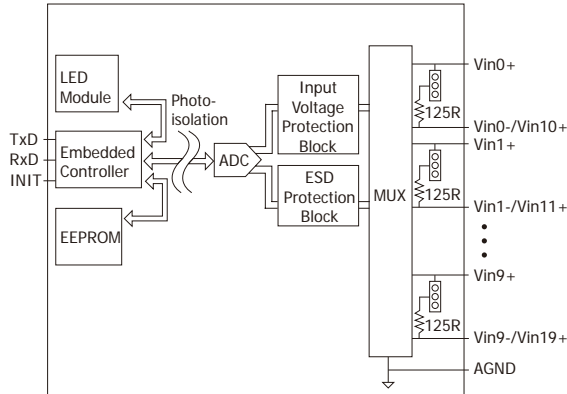 LED
Module
Photo-
isolation
TxD
RxD
INIT
Embedded
Controller
EEPROM
ADC
Input
Voltage
Protection
Block
ESD
Protection
Block
MUX
Vin0+
125R
Vin0-/Vin10+
Vin1+
125R
Vin1-/Vin11+
Vin9+
125R
Vin9-/Vin19+
AGND